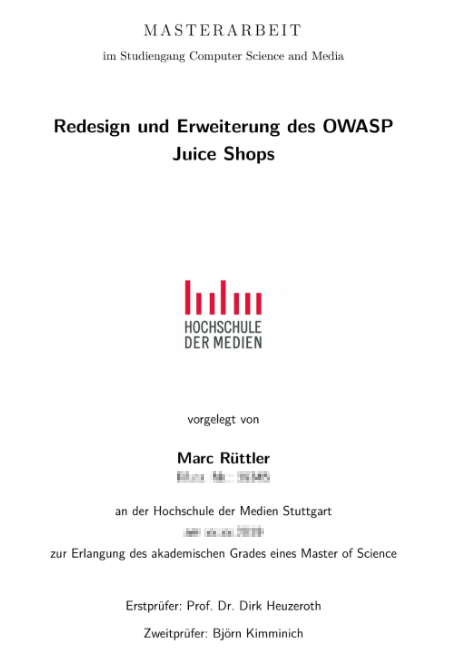 MASTERARBEIT
im Studiengang Computer Science and Media
Redesign und Erweiterung des OWASP
Juice Shops
HOCHSCHULE
DER MEDIEN
vorgelegt von
Marc Rüttler
an der Hochschule der Medien Stuttgart
zur Erlangung des akademischen Grades eines Master of Science
Erstprüfer: Prof. Dr. Dirk Heuzeroth
Zweitprüfer: Björn Kimminich